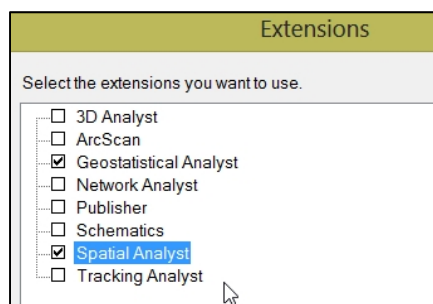 Extensions
Select the extensions you want to use.
3D Analyst
ArcScan
Geostatistical Analyst
Network Analyst
Publisher
Schematics
Spatial Analyst
Tracking Analyst